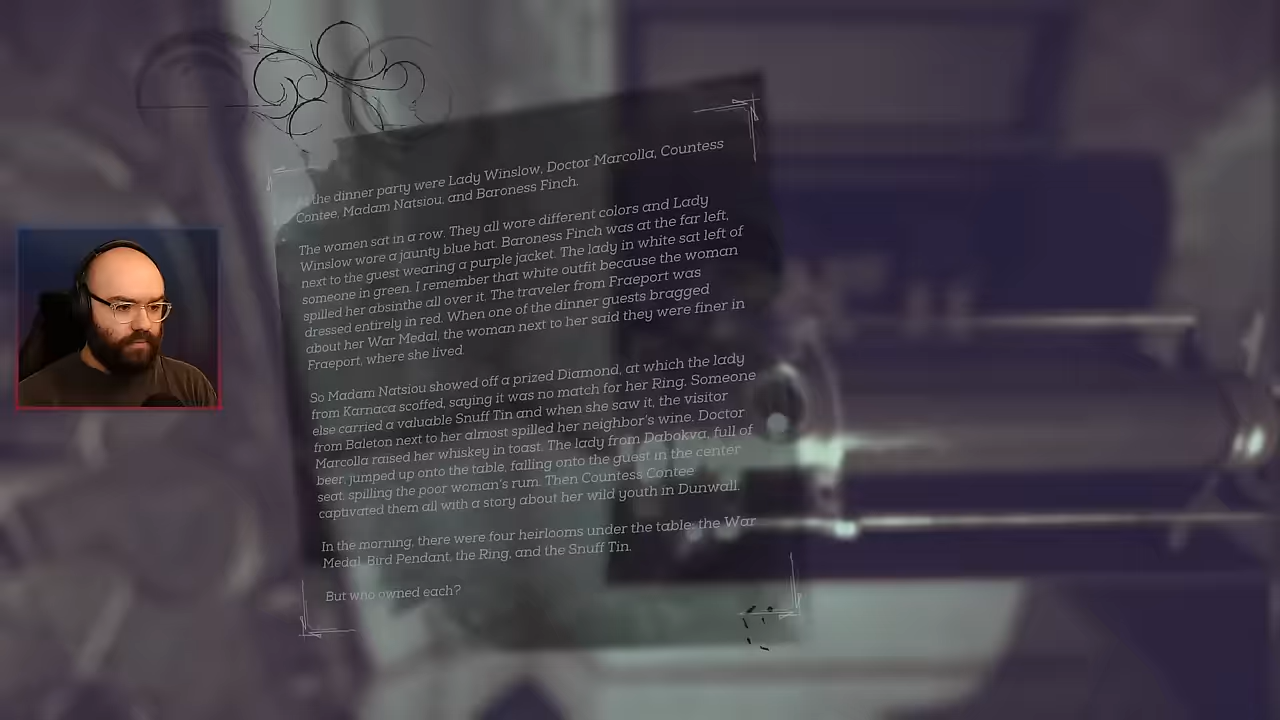 At the dinner party were Lady Winslow, Doctor Marcolla, Countess
Contee, Madam Natsiou, and Baroness Finch.
The women sat in a row. They all wore different colors and Lady
Winslow wore a jaunty blue hat. Baroness Finch was at the far left,
next to the guest wearing a purple jacket. The lady in white sat left of
someone in green. I remember that white outfit because the woman
spilled her absinthe all over it. The traveler from Fraeport was
dressed entirely in red. When one of the dinner guests bragged
about her War Medal, the woman next to her said they were finer in
Fraeport, where she lived.
So Madam Natsiou showed off a prized Diamond, at which the lady
from Karnaca scoffed, saying it was no match for her Ring. Someone
else carried a valuable Snuff Tin and when she saw it, the visitor
from Baleton next to her almost spilled her neighbor's wine. Doctor
Marcolla raised her whiskey in toast. The lady from Dabokva, full of
beer, jumped up onto the table, falling onto the guest in the center
seat, spilling the poor woman's rum. Then Countess Contee
captivated them all with a story about her wild youth in Dunwall.
In the morning, there were four heirlooms under the table: the War
Medal, Bird Pendant, the Ring, and the Snuff Tin.
But who owned each?